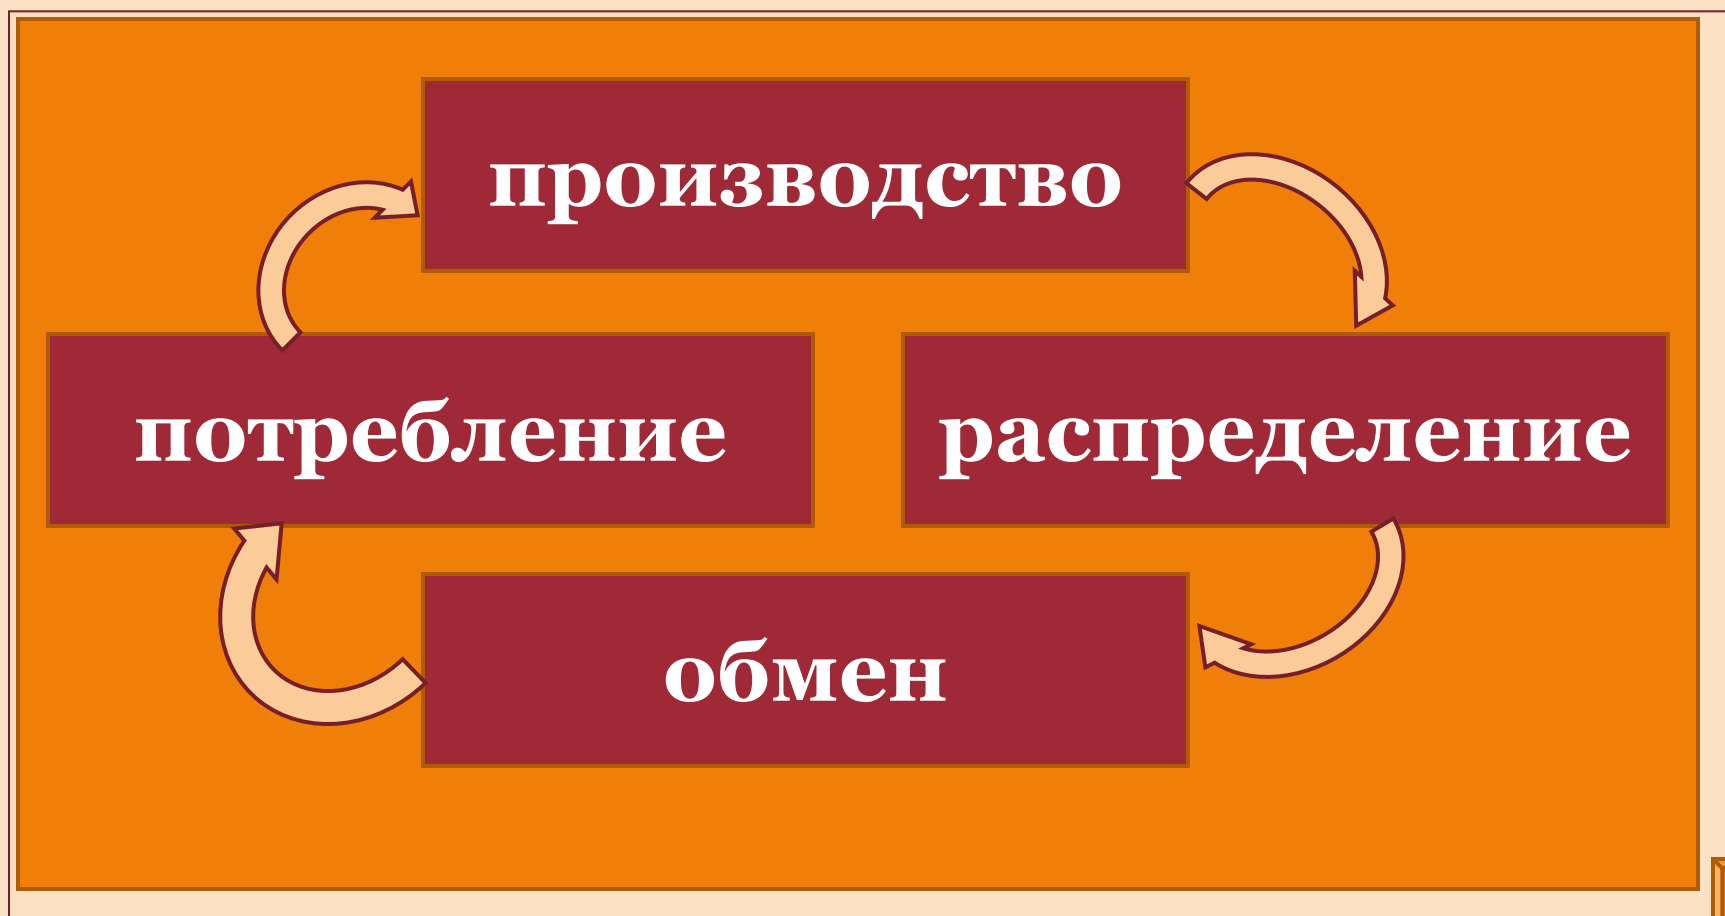 производство
потребление
распределение
обмен